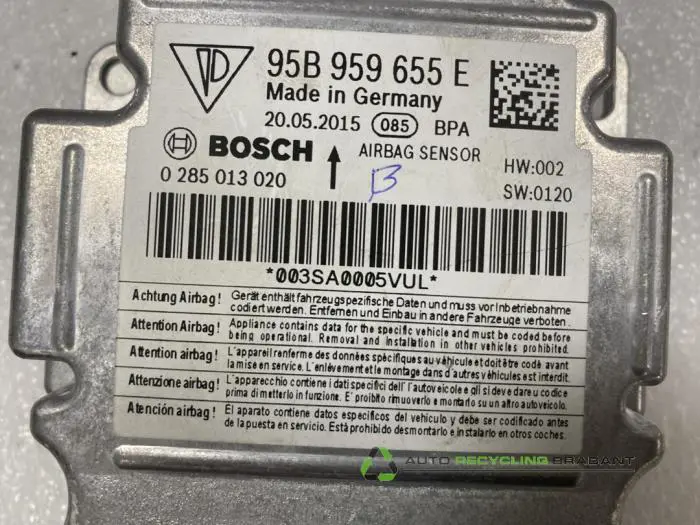 95B 959 655 E
Made in Germany
20.05.2015 085 BPA
BOSCH AIRBAG SENSOR HW:002
0 285 013 020 B SW:0120
*003SA0005VUL*
Achtung Airbag! Gerät enthält fahrzeugspezifische Daten und muss vor Inbetriebnahme
codiert werden. Entfernen und Einbau in andere Fahrzeuge verboten.
Attention Airbag! Appliance contains data for the specific vehicle and must be coded before
being operational. Removal and installation in other vehicles prohibited.
Attention airbag! L'appareil renferme des données spécifiques au véhicule et doit être codé avant
la mise en service. L'enlèvement et le montage dans d'autres véhicules est interdit.
Attenzione airbag! L'apparecchio contiene i dati specifici dell'autoveicolo e gli si deve dare u codice
prima di metterlo in funzione. E' proibito rimuoverlo e montarlo su un altro autoveicolo.
Atención airbag! El aparato contiene datos específicos del vehículo y debe ser codificado antes
de la puesta en servicio. Está prohibido desmontarlo e instalarlo en otros coches.
AUTO RECYCLING BRABANT